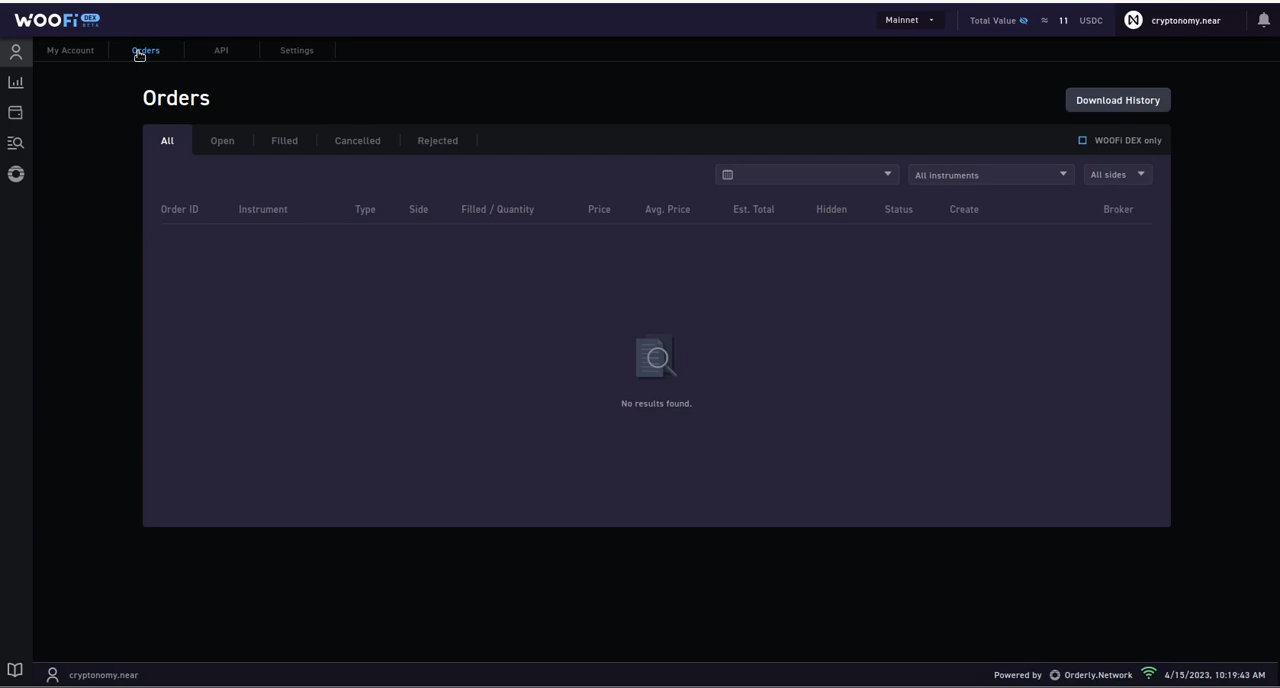 WOOFi DEX BETA
Mainnet
Total Value ≈ 11 USDC
cryptonomy.near
My Account
Orders
API
Settings
Orders
Download History
All
Open
Filled
Cancelled
Rejected
WOOFi DEX only
All instruments
All sides
Order ID
Instrument
Type
Side
Filled / Quantity
Price
Avg. Price
Est. Total
Hidden
Status
Create
Broker
No results found.
cryptonomy.near
Powered by Orderly.Network
4/15/2023, 10:19:43 AM